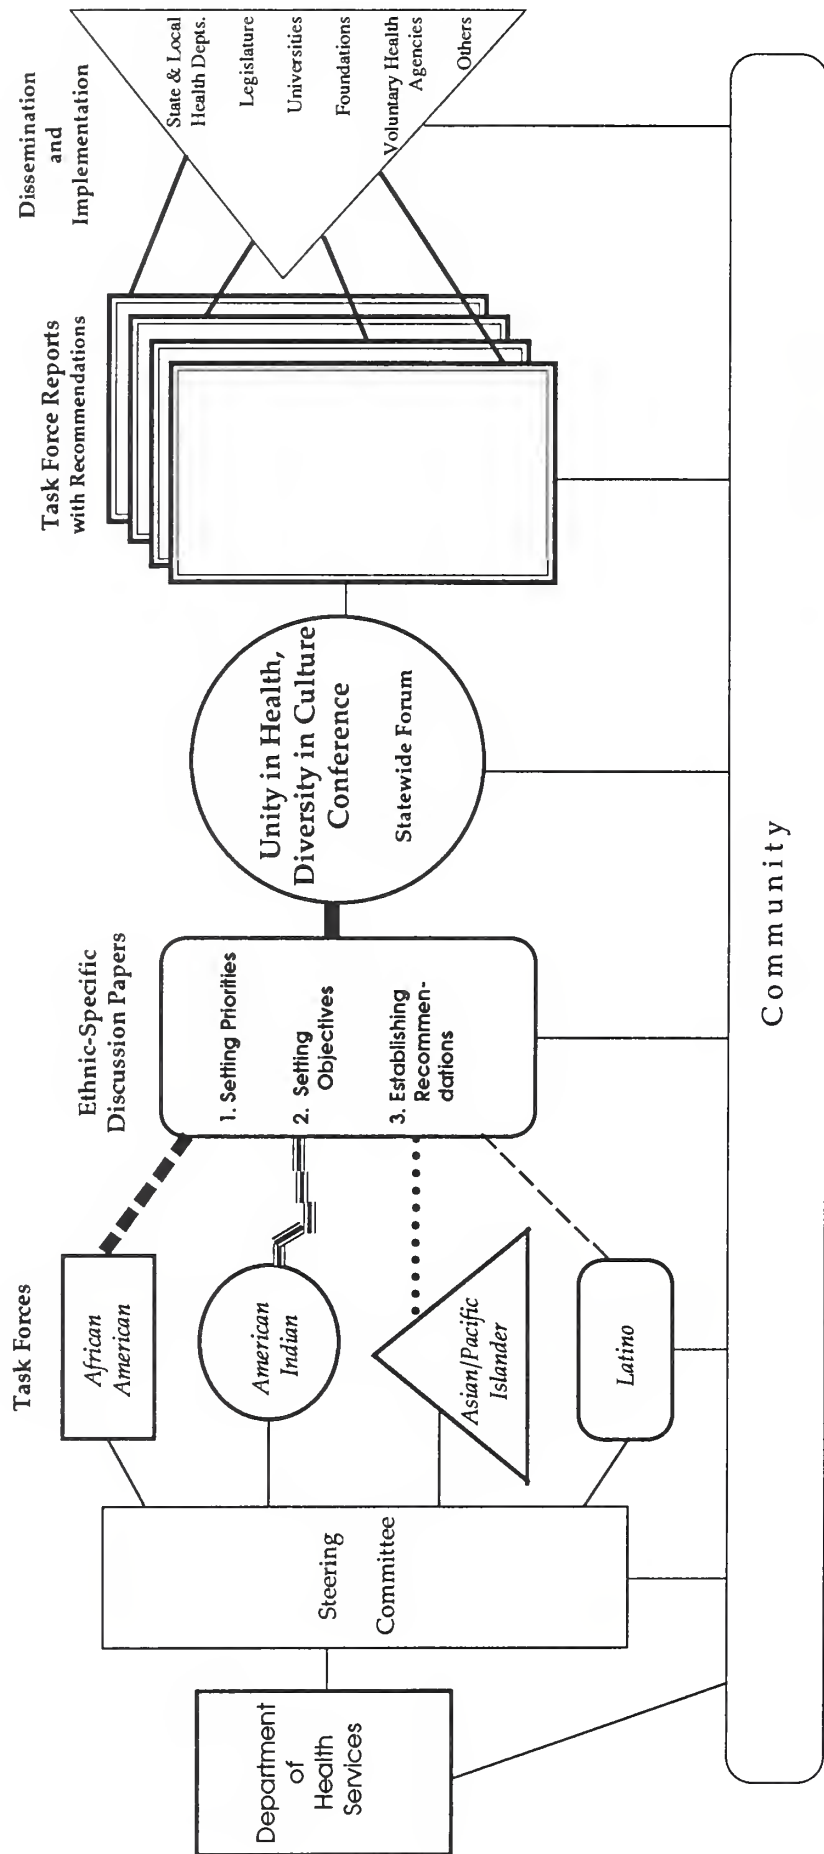 Department
of
Health
Services
Steering
Committee
Task Forces
African
American
American
Indian
Asian/Pacific
Islander
Latino
Ethnic-Specific
Discussion Papers
1. Setting Priorities
2. Setting
Objectives
3. Establishing
Recommen-
dations
Unity in Health,
Diversity in Culture
Conference
Statewide Forum
Task Force Reports
with Recommendations
Dissemination
and
Implementation
State & Local
Health Depts.
Legislature
Universities
Foundations
Voluntary Health
Agencies
Others
Community